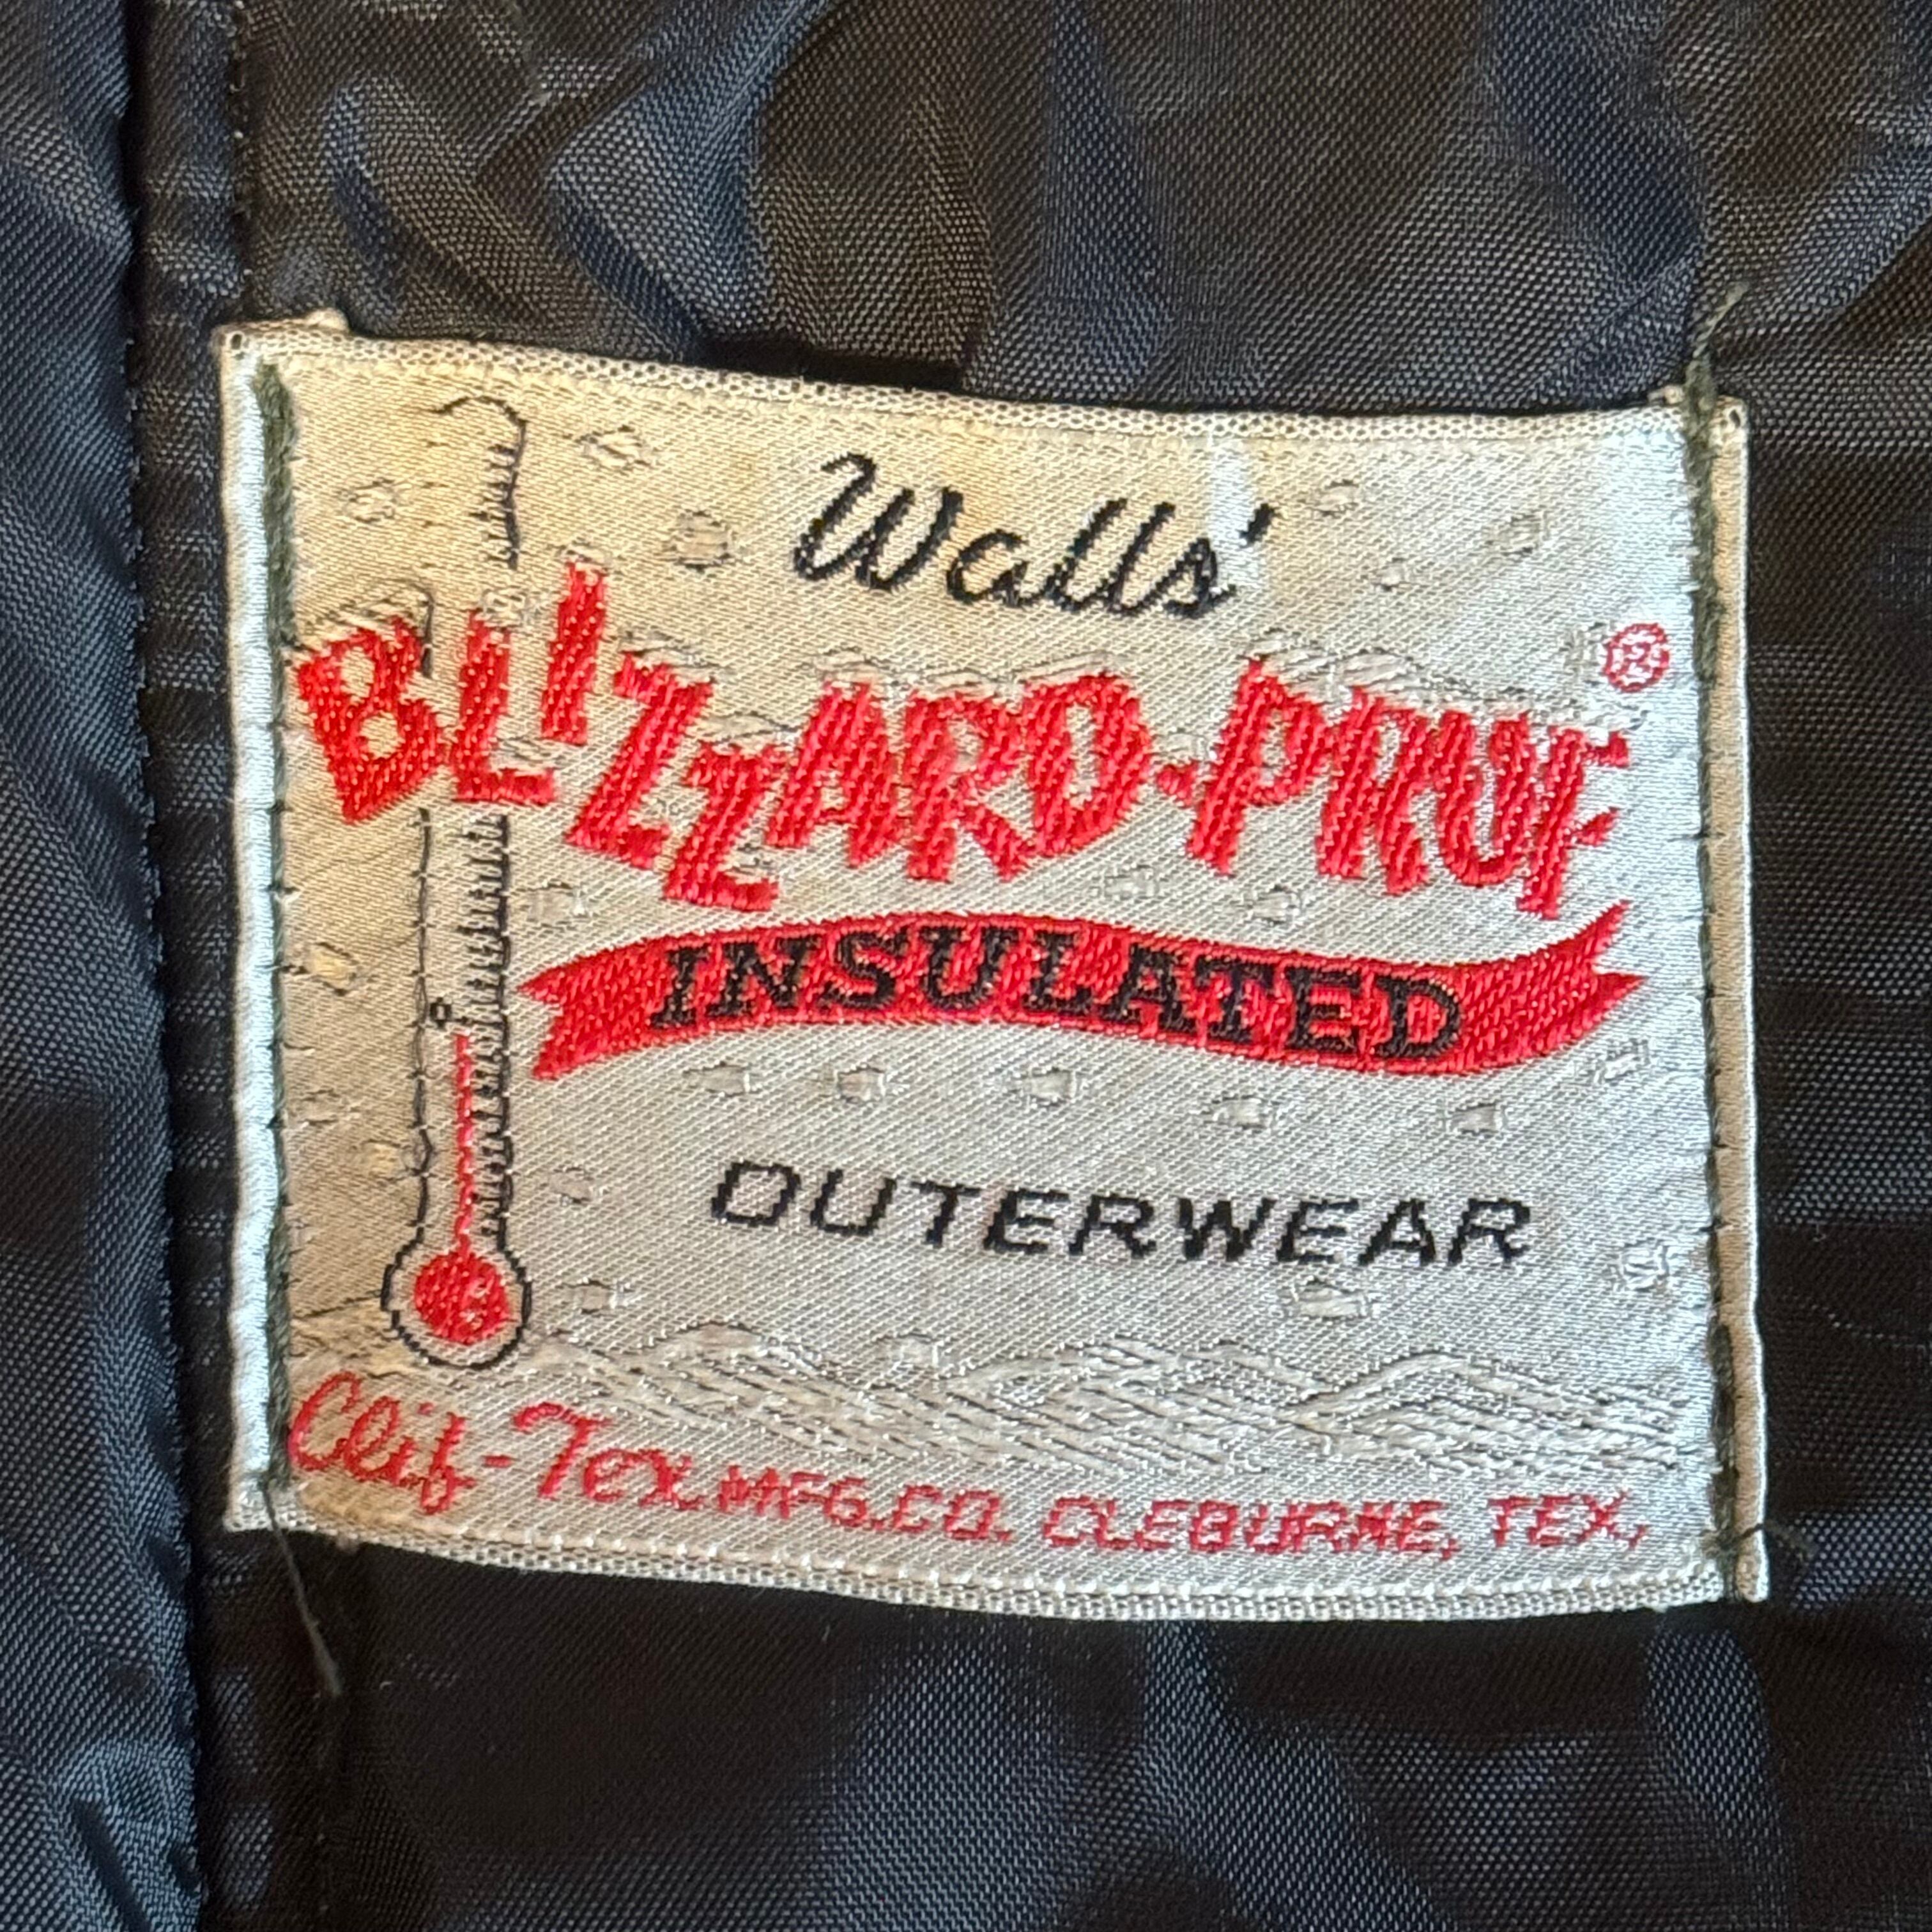 Walls'
BLIZZARD-PRUF®
INSULATED
OUTERWEAR
Clif-Tex MFG.CO. CLEBURNE, TEX.,